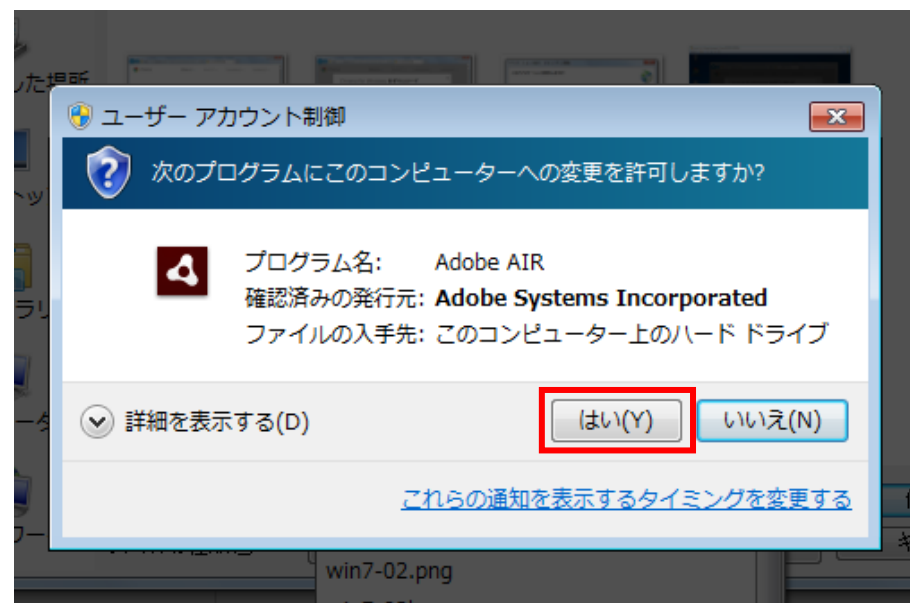 した場所
ユーザー アカウント制御
次のプログラムにこのコンピューターへの変更を許可しますか?
プログラム名: Adobe AIR
確認済みの発行元: Adobe Systems Incorporated
ファイルの入手先: このコンピューター上のハード ドライブ
詳細を表示する(D)
はい(Y)
いいえ(N)
これらの通知を表示するタイミングを変更する
win7-02.png